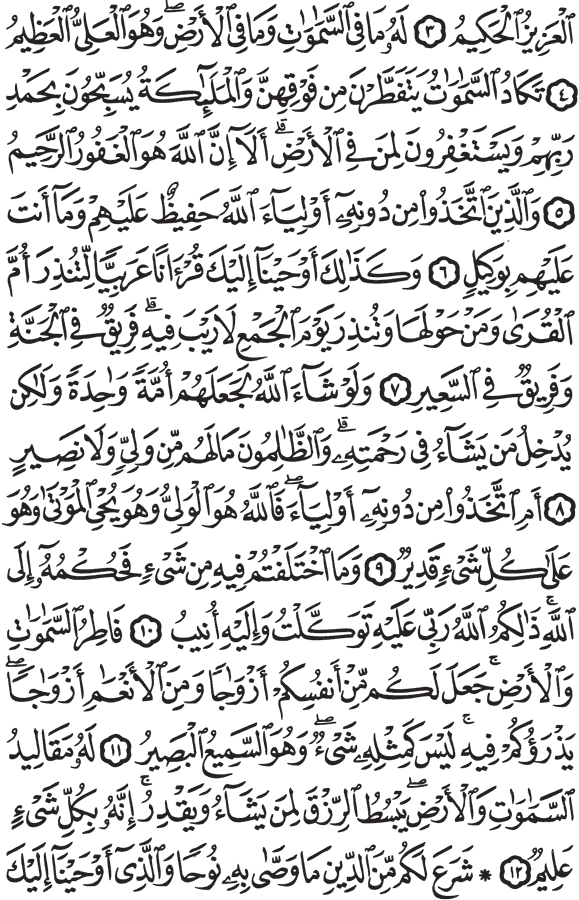 ٱلْعَزِيزُ ٱلْحَكِيمُ ٣ لَهُۥ مَا فِى ٱلسَّمَٰوَٰتِ وَمَا فِى ٱلْأَرْضِۖ وَهُوَ ٱلْعَلِىُّ ٱلْعَظِيمُ
٤ تَكَادُ ٱلسَّمَٰوَٰتُ يَتَفَطَّرْنَ مِن فَوْقِهِنَّۚ وَٱلْمَلَٰٓئِكَةُ يُسَبِّحُونَ بِحَمْدِ
رَبِّهِمْ وَيَسْتَغْفِرُونَ لِمَن فِى ٱلْأَرْضِۗ أَلَآ إِنَّ ٱللَّهَ هُوَ ٱلْغَفُورُ ٱلرَّحِيمُ
٥ وَٱلَّذِينَ ٱتَّخَذُوا۟ مِن دُونِهِۦٓ أَوْلِيَآءَ ٱللَّهُ حَفِيظٌ عَلَيْهِمْ وَمَآ أَنتَ
عَلَيْهِم بِوَكِيلٍ ٦ وَكَذَٰلِكَ أَوْحَيْنَآ إِلَيْكَ قُرْءَانًا عَرَبِيًّا لِّتُنذِرَ أُمَّ
ٱلْقُرَىٰ وَمَنْ حَوْلَهَا وَتُنذِرَ يَوْمَ ٱلْجَمْعِ لَا رَيْبَ فِيهِۚ فَرِيقٌ فِى ٱلْجَنَّةِ
وَفَرِيقٌ فِى ٱلسَّعِيرِ ٧ وَلَوْ شَآءَ ٱللَّهُ لَجَعَلَهُمْ أُمَّةً وَٰحِدَةً وَلَٰكِن
يُدْخِلُ مَن يَشَآءُ فِى رَحْمَتِهِۦۚ وَٱلظَّٰلِمُونَ مَا لَهُم مِّن وَلِىٍّ وَلَا نَصِيرٍ
٨ أَمِ ٱتَّخَذُوا۟ مِن دُونِهِۦٓ أَوْلِيَآءَۖ فَٱللَّهُ هُوَ ٱلْوَلِىُّ وَهُوَ يُحْىِ ٱلْمَوْتَىٰ وَهُوَ
عَلَىٰ كُلِّ شَىْءٍ قَدِيرٌ ٩ وَمَا ٱخْتَلَفْتُمْ فِيهِ مِن شَىْءٍ فَحُكْمُهُۥٓ إِلَى
ٱللَّهِۚ ذَٰلِكُمُ ٱللَّهُ رَبِّى عَلَيْهِ تَوَكَّلْتُ وَإِلَيْهِ أُنِيبُ ١٠ فَاطِرُ ٱلسَّمَٰوَٰتِ
وَٱلْأَرْضِۚ جَعَلَ لَكُم مِّنْ أَنفُسِكُمْ أَزْوَٰجًا وَمِنَ ٱلْأَنْعَٰمِ أَزْوَٰجًاۖ
يَذْرَؤُكُمْ فِيهِۚ لَيْسَ كَمِثْلِهِۦ شَىْءٌۖ وَهُوَ ٱلسَّمِيعُ ٱلْبَصِيرُ ١١ لَهُۥ مَقَالِيدُ
ٱلسَّمَٰوَٰتِ وَٱلْأَرْضِۖ يَبْسُطُ ٱلرِّزْقَ لِمَن يَشَآءُ وَيَقْدِرُۚ إِنَّهُۥ بِكُلِّ شَىْءٍ
عَلِيمٌ ١٢ * شَرَعَ لَكُم مِّنَ ٱلدِّينِ مَا وَصَّىٰ بِهِۦ نُوحًا وَٱلَّذِىٓ أَوْحَيْنَآ إِلَيْكَ